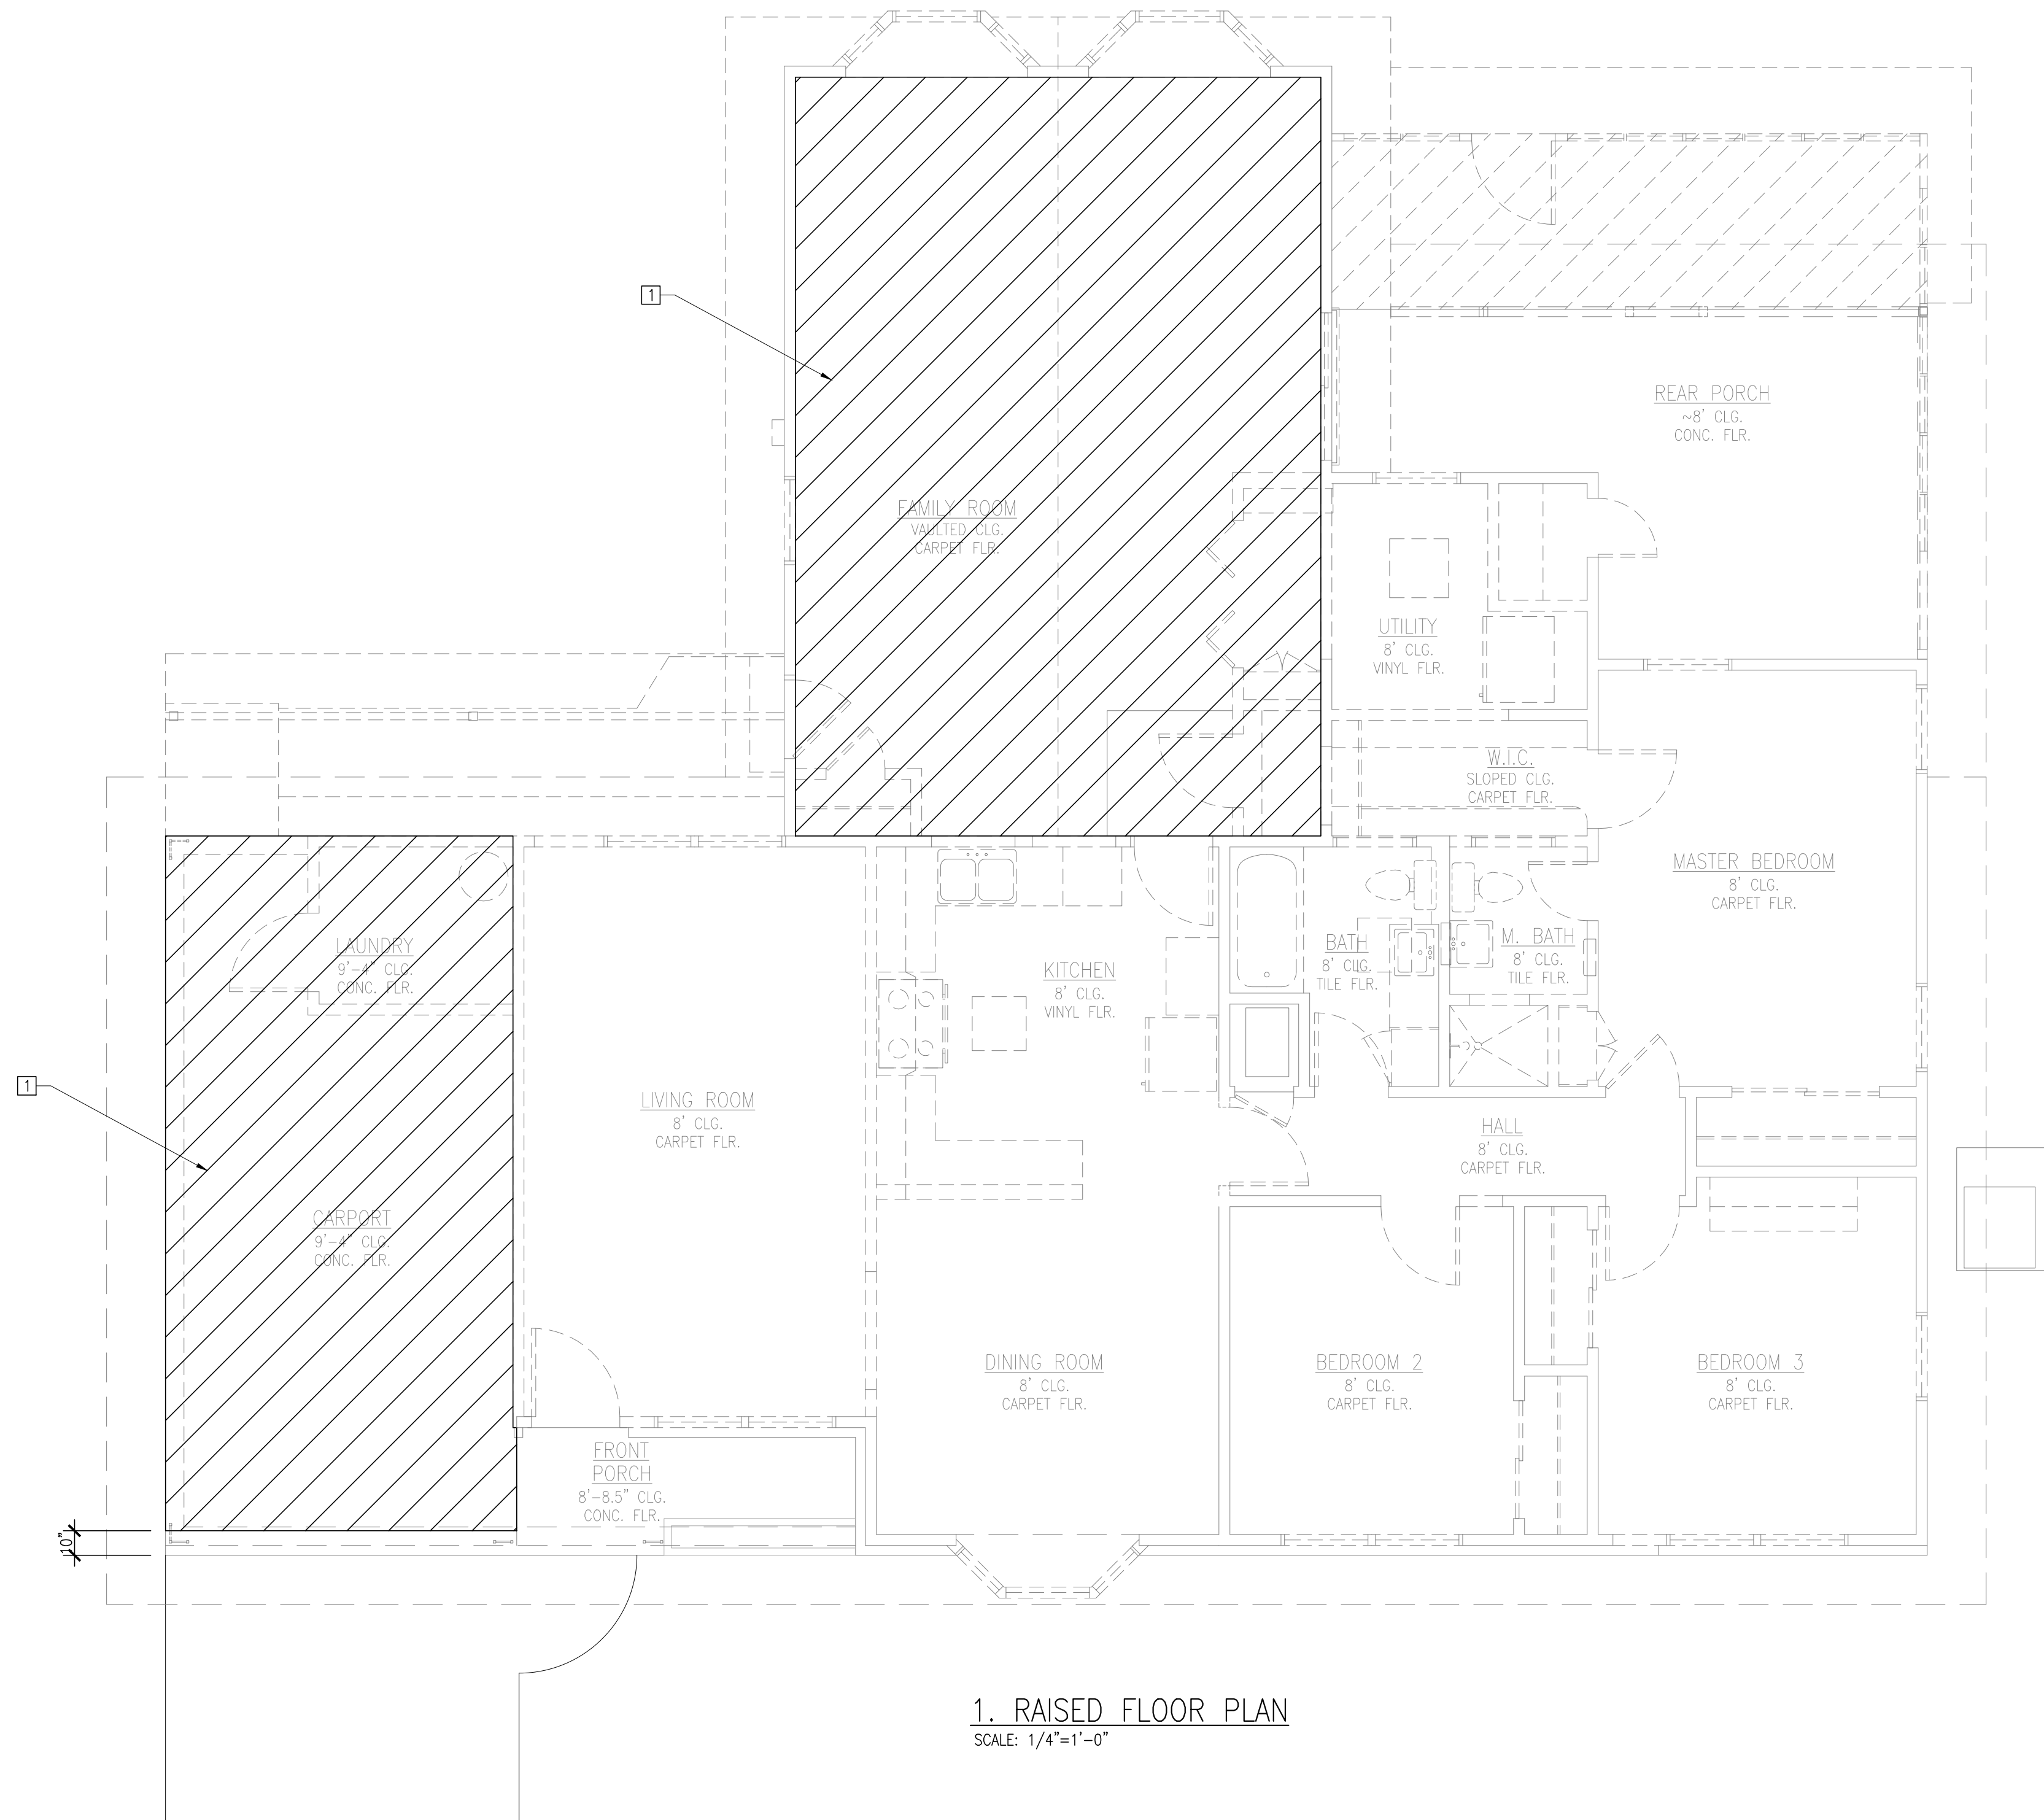 1
REAR PORCH
~8' CLG.
CONC. FLR.
FAMILY ROOM
VAULTED CLG.
CARPET FLR.
UTILITY
8' CLG.
VINYL FLR.
W.I.C.
SLOPED CLG.
CARPET FLR.
MASTER BEDROOM
8' CLG.
CARPET FLR.
LAUNDRY
9'-4" CLG.
CONC. FLR.
KITCHEN
8' CLG.
VINYL FLR.
BATH
8' CLG.
TILE FLR.
M. BATH
8' CLG.
TILE FLR.
1
LIVING ROOM
8' CLG.
CARPET FLR.
HALL
8' CLG.
CARPET FLR.
CARPORT
9'-4" CLG.
CONC. FLR.
DINING ROOM
8' CLG.
CARPET FLR.
BEDROOM 2
8' CLG.
CARPET FLR.
BEDROOM 3
8' CLG.
CARPET FLR.
FRONT
PORCH
8'-8.5" CLG.
CONC. FLR.
10"
1. RAISED FLOOR PLAN
SCALE: 1/4"=1'-0"